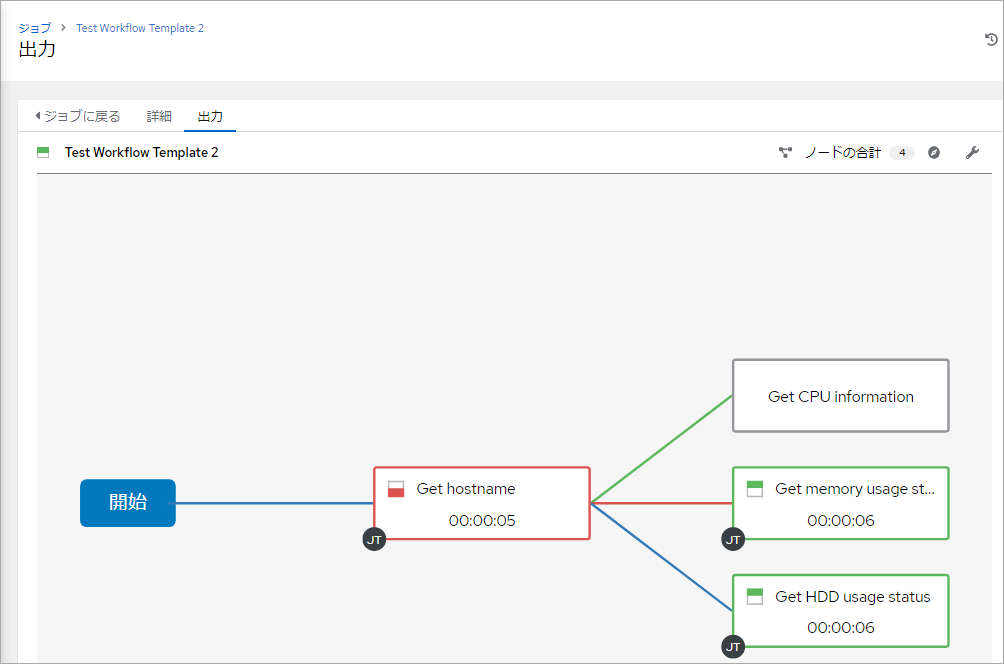 ジョブ > Test Workflow Template 2
出力
ジョブに戻る 詳細 出力
Test Workflow Template 2 ノードの合計 4
Get CPU information
開始
Get hostname
00:00:05
JT
Get memory usage st...
00:00:06
JT
Get HDD usage status
00:00:06
JT